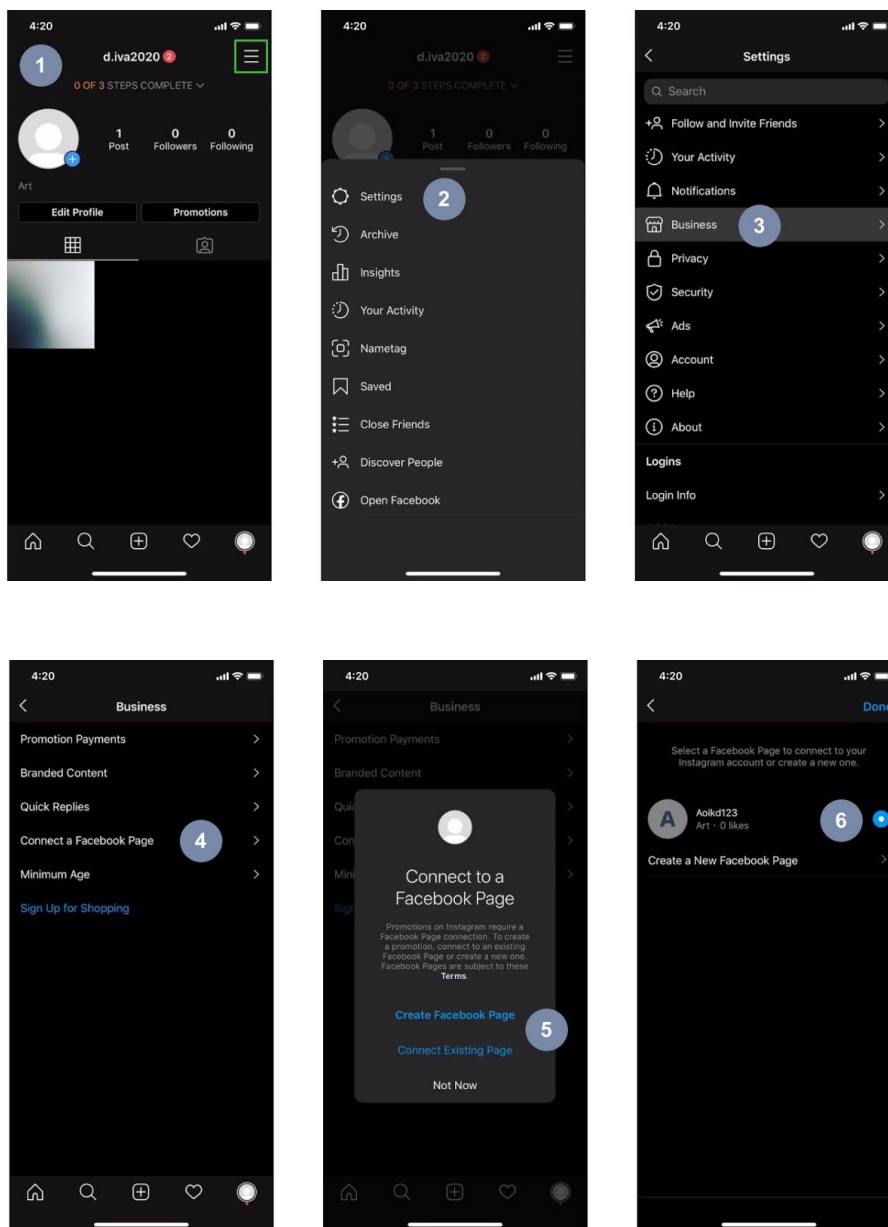 4:20
1
d.iva2020 2
0 OF 3 STEPS COMPLETE
1 0 0
Post Followers Following
Art
Edit Profile Promotions
4:20
d.iva2020 2
0 OF 3 STEPS COMPLETE
1 0 0
Post Followers Following
Settings 2
Archive
Insights
Your Activity
Nametag
Saved
Close Friends
Discover People
Open Facebook
4:20
Settings
Search
Follow and Invite Friends
Your Activity
Notifications
Business 3
Privacy
Security
Ads
Account
Help
About
Logins
Login Info
4:20
Business
Promotion Payments
Branded Content
Quick Replies
Connect a Facebook Page 4
Minimum Age
Sign Up for Shopping
4:20
Business
Promotion Payments
Branded Content
Quic
Con
Mini
Sign
Connect to a
Facebook Page
Promotions on Instagram require a
Facebook Page connection. To create
a promotion, connect to an existing
Facebook Page or create a new one.
Facebook Pages are subject to these
Terms.
Create Facebook Page
5
Connect Existing Page
Not Now
4:20
Done
Select a Facebook Page to connect to your
Instagram account or create a new one.
A
Aoikd123
Art · 0 likes
6
Create a New Facebook Page